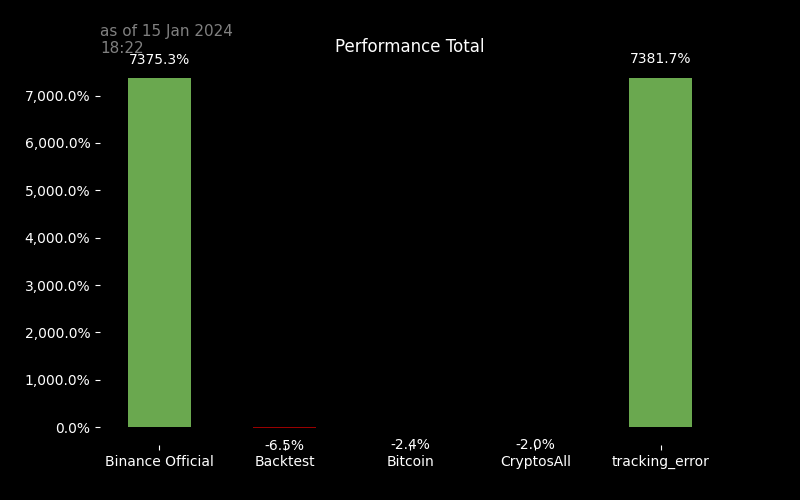 as of 15 Jan 2024
18:22
Performance Total
7375.3%
7381.7%
7,000.0%
6,000.0%
5,000.0%
4,000.0%
3,000.0%
2,000.0%
1,000.0%
0.0%
-6.5%
-2.4%
-2.0%
Binance Official
Backtest
Bitcoin
CryptosAll
tracking_error